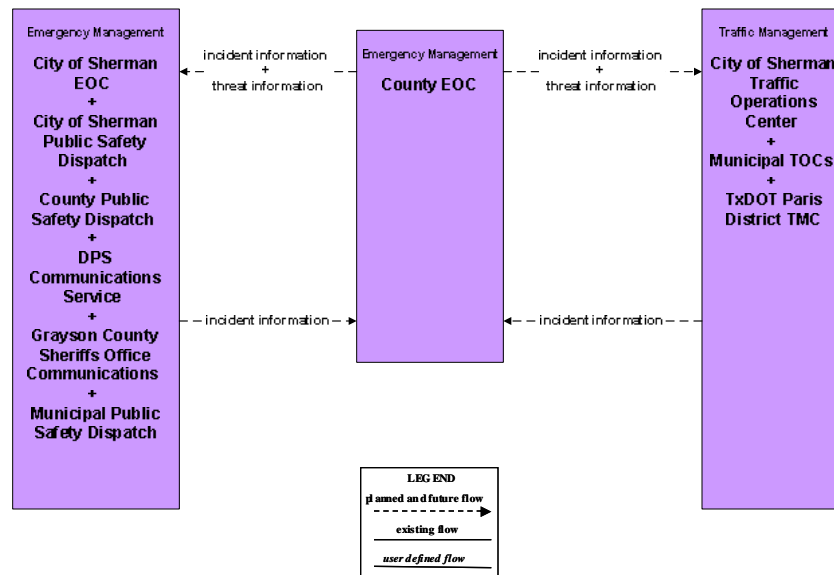 Emergency Management
City of Sherman
EOC
+
City of Sherman
Public Safety
Dispatch
+
County Public
Safety Dispatch
+
DPS
Communications
Service
+
Grayson County
Sheriffs Office
Communications
+
Municipal Public
Safety Dispatch
incident information
+
threat information
incident information
Emergency Management
County EOC
incident information
+
threat information
incident information
Traffic Management
City of Sherman
Traffic
Operations
Center
+
Municipal TOCs
+
TxDOT Paris
District TMC
LEGEND
planned and future flow
existing flow
user defined flow